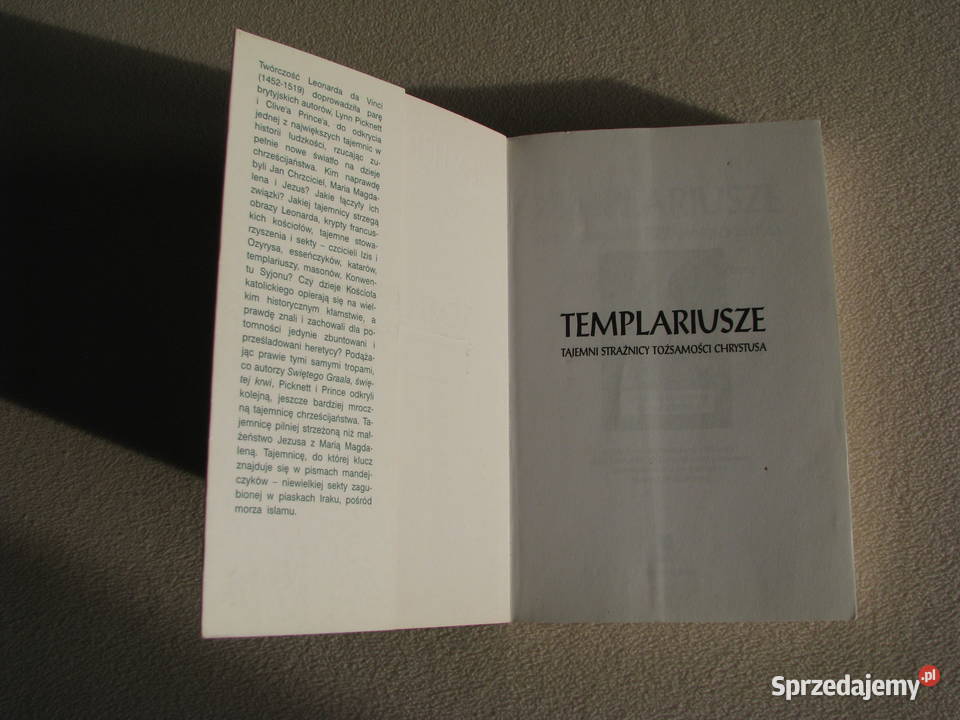 Twórczość Leonarda da Vinci
(1452-1519) doprowadziła parę
brytyjskich autorów, Lynn Picknett
i Clive'a Prince'a, do odkrycia
jednej z największych tajemnic w
historii ludzkości, rzucając zu-
pełnie nowe światło na dzieje
chrześcijaństwa. Kim naprawdę
byli Jan Chrzciciel, Maria Magda-
lena i Jezus? Jakie łączyły ich
związki? Jakiej tajemnicy strzegą
obrazy Leonarda, krypty francus-
kich kościołów, tajemne stowa-
rzyszenia i sekty – czciciele Izis i
Ozyrysa, esseńczyków, katarów,
templariuszy, masonów, Konwen-
tu Syjonu? Czy dzieje Kościoła
katolickiego opierają się na wiel-
kim historycznym kłamstwie, a
prawdę znali i zachowali dla po-
tomności jedynie zbuntowani i
prześladowani heretycy? Podąża-
jąc prawie tymi samymi tropami,
co autorzy Świętego Graala, świę-
tej krwi, Picknett i Prince odkryli
kolejną, jeszcze bardziej mrocz-
ną tajemnicę chrześcijaństwa. Ta-
jemnicę pilniej strzeżoną niż mał-
żeństwo Jezusa z Marią Magda-
leną. Tajemnicę, do której klucz
znajduje się w pismach mandej-
czyków – niewielkiej sekty zagu-
bionej w piaskach Iraku, pośród
morza islamu.
TEMPLARIUSZE
TAJEMNI STRAŻNICY TOŻSAMOŚCI CHRYSTUSA
Sprzedajemy.pl